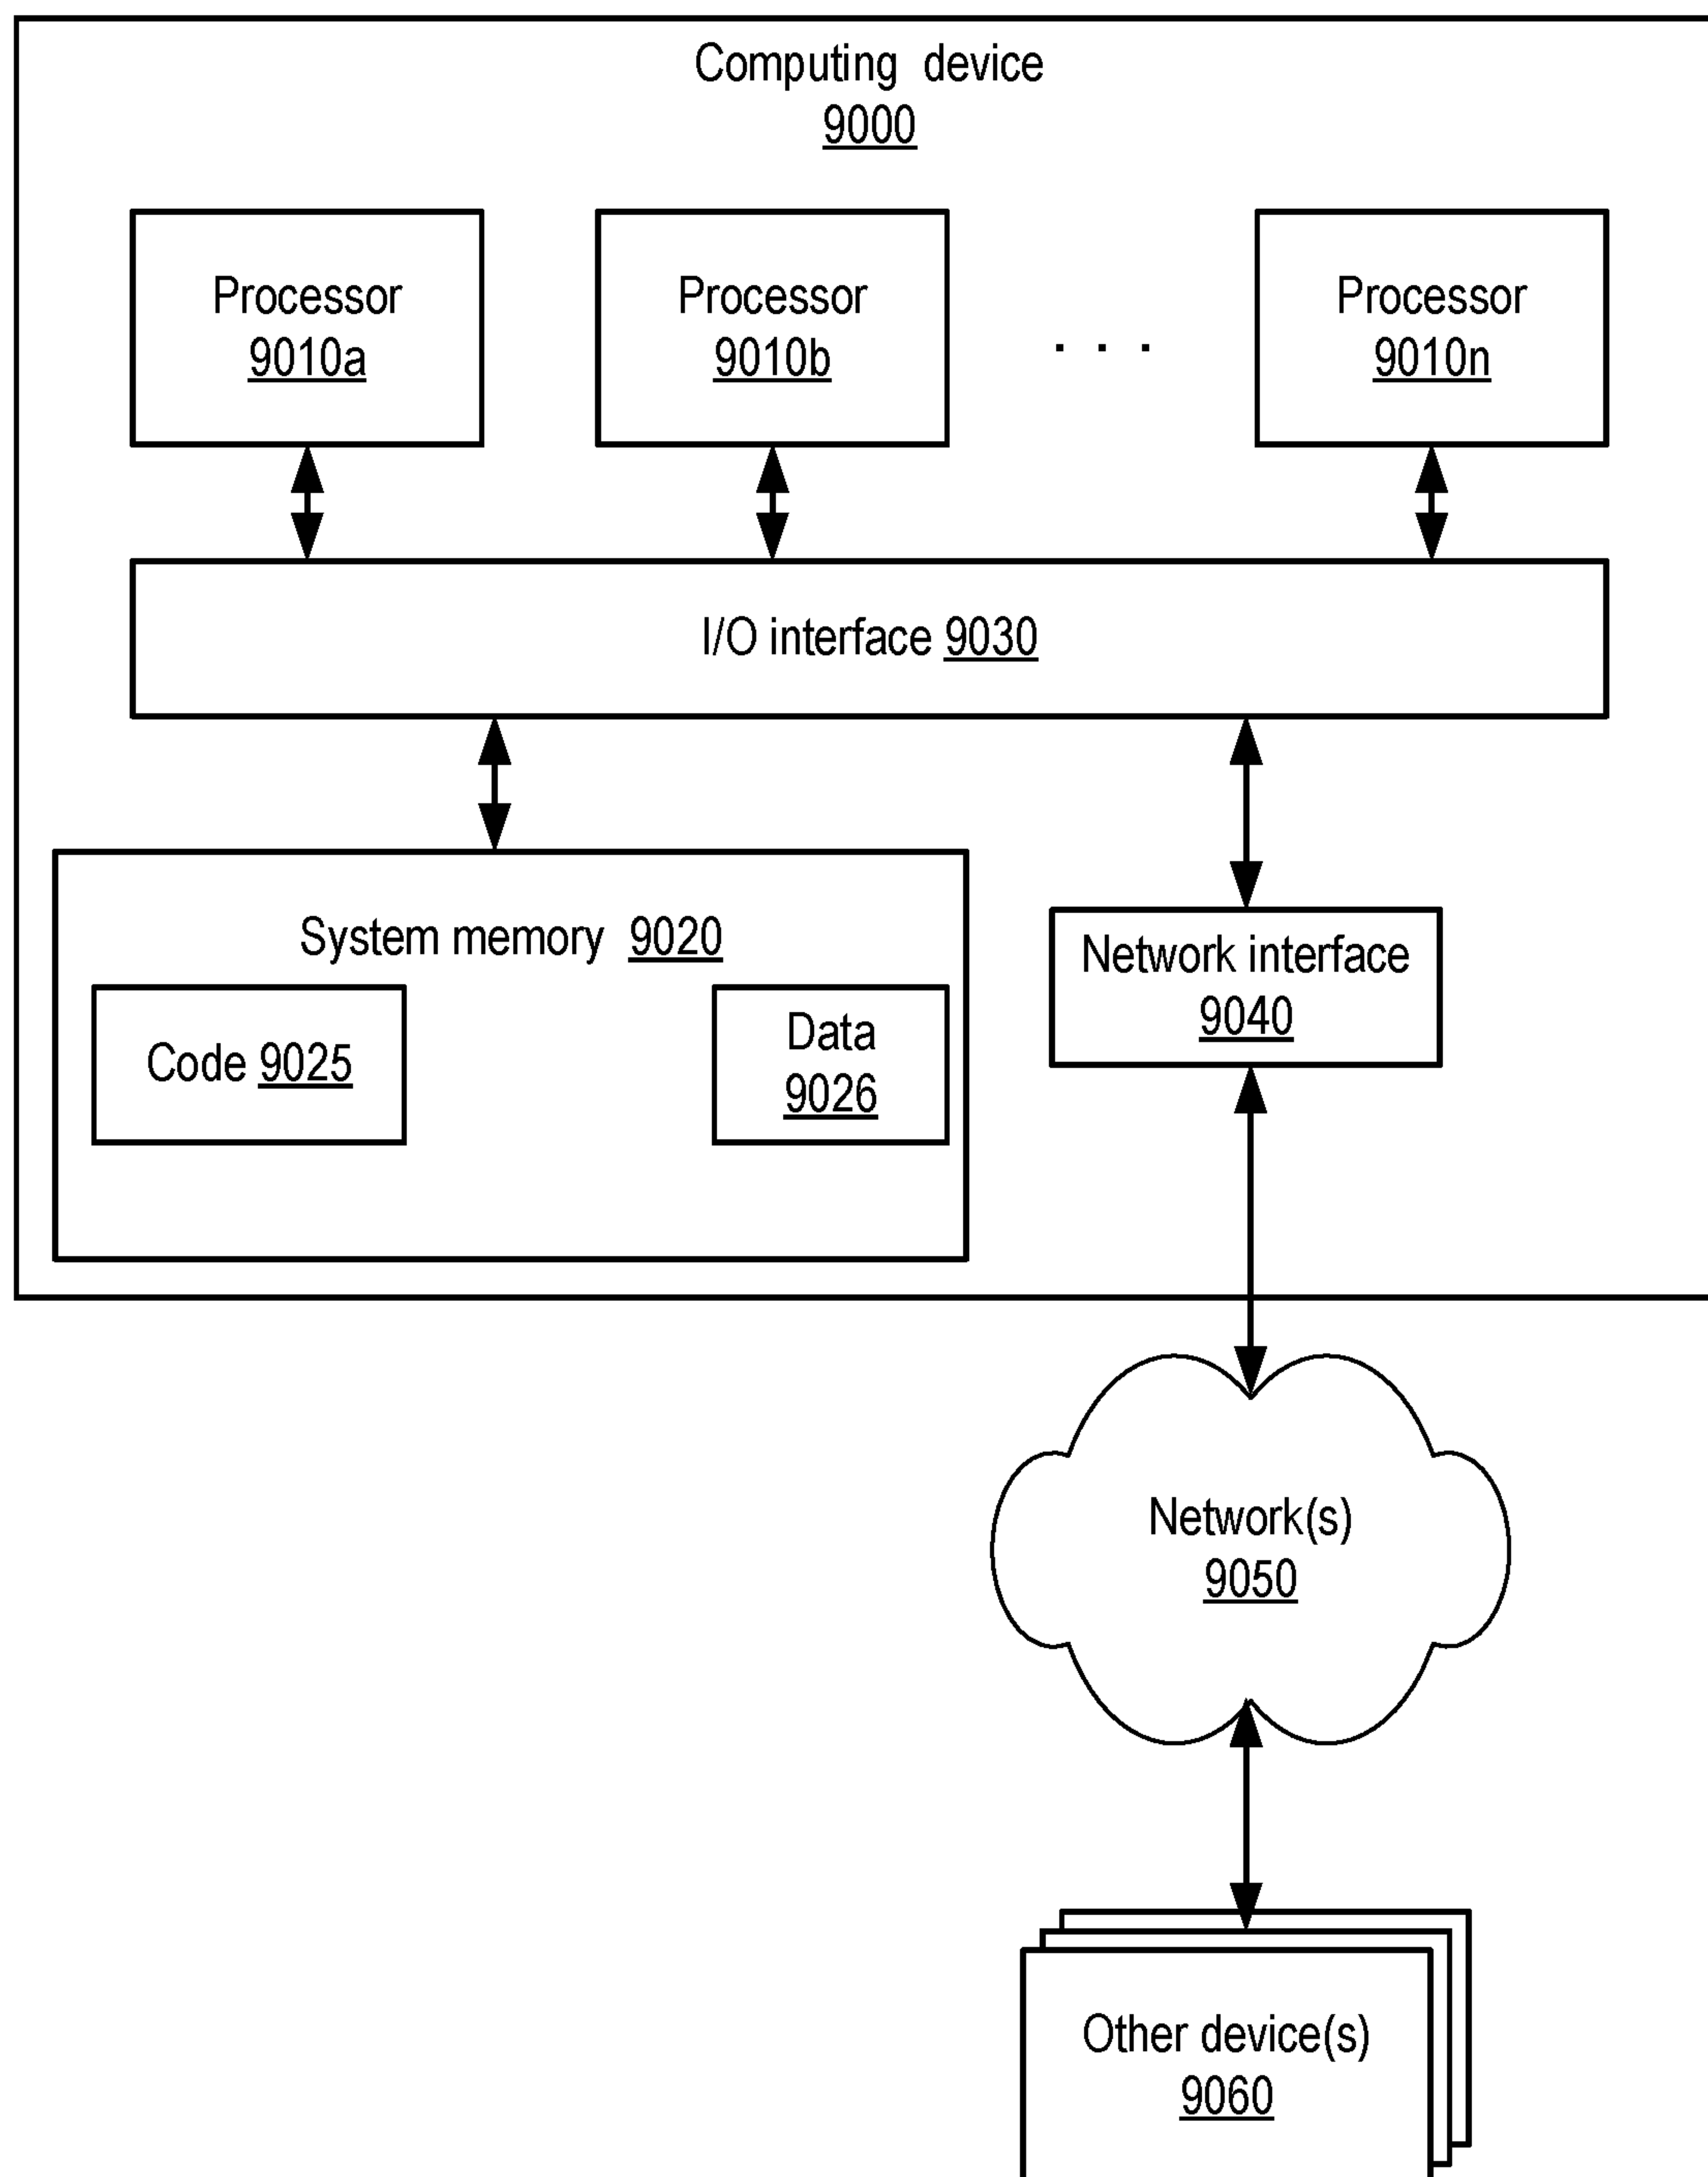 Computing device
9000
Processor
9010a
Processor
9010b
. . .
Processor
9010n
I/O interface 9030
System memory 9020
Code 9025
Data
9026
Network interface
9040
Network(s)
9050
Other device(s)
9060